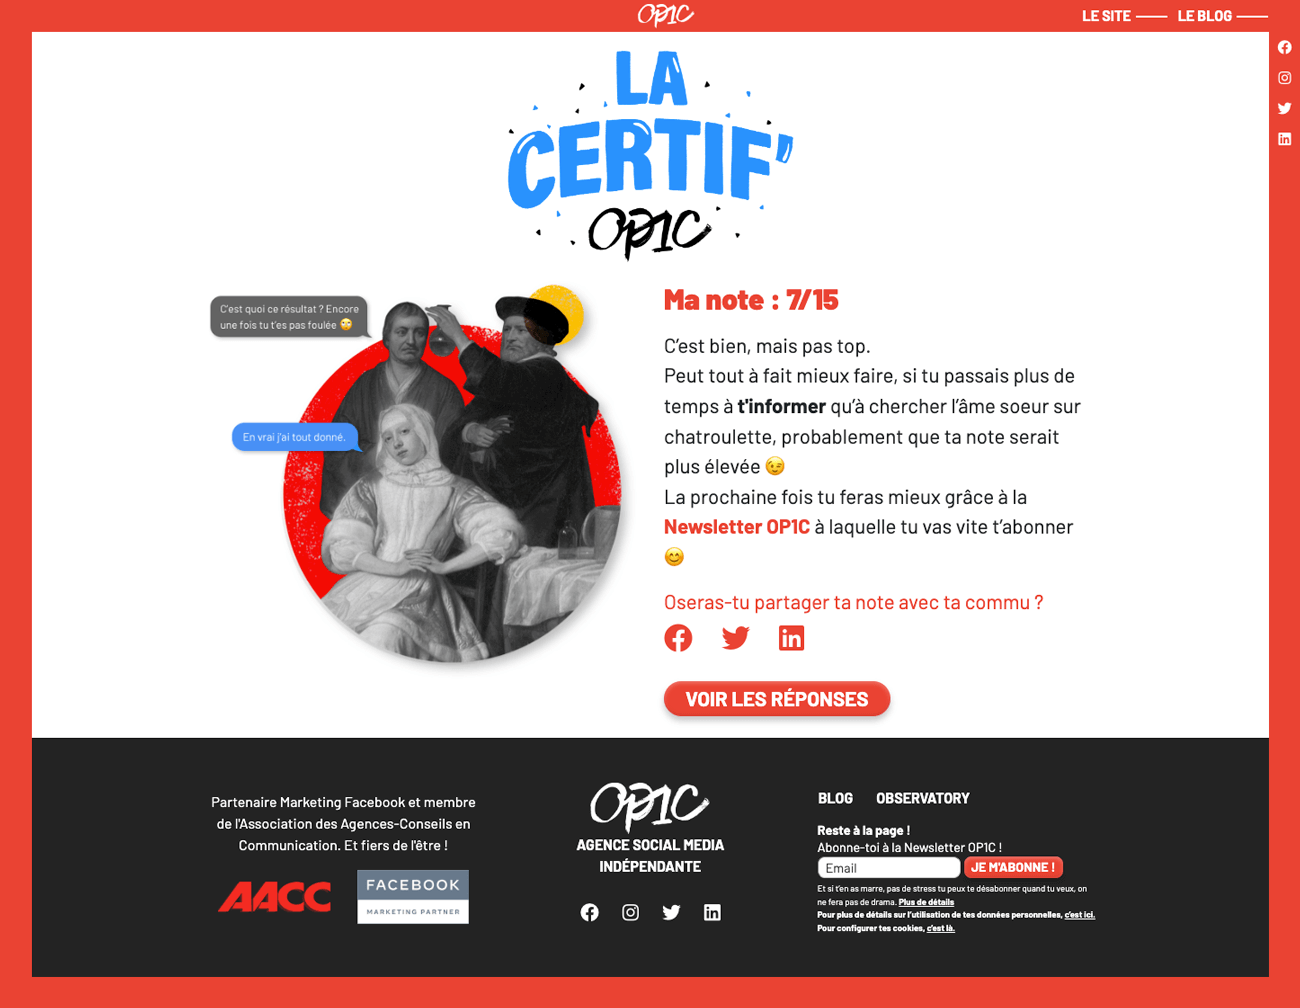 OP1C
LE SITE
LE BLOG
LA
CERTIF'
OP1C
C'est quoi ce résultat ? Encore
une fois tu t'es pas foulée 🙄
En vrai j'ai tout donné.
Ma note : 7/15
C'est bien, mais pas top.
Peut tout à fait mieux faire, si tu passais plus de
temps à t'informer qu'à chercher l'âme soeur sur
chatroulette, probablement que ta note serait
plus élevée 😉
La prochaine fois tu feras mieux grâce à la
Newsletter OP1C à laquelle tu vas vite t'abonner
😊
Oseras-tu partager ta note avec ta commu ?
VOIR LES RÉPONSES
Partenaire Marketing Facebook et membre
de l'Association des Agences-Conseils en
Communication. Et fiers de l'être !
AACC
FACEBOOK
MARKETING PARTNER
OP1C
AGENCE SOCIAL MEDIA
INDÉPENDANTE
BLOG
OBSERVATORY
Reste à la page !
Abonne-toi à la Newsletter OP1C !
Email
JE M'ABONNE !
Et si t'en as marre, pas de stress tu peux te désabonner quand tu veux, on
ne fera pas de drama. Plus de détails
Pour plus de détails sur l'utilisation de tes données personnelles, c'est ici.
Pour configurer tes cookies, c'est là.